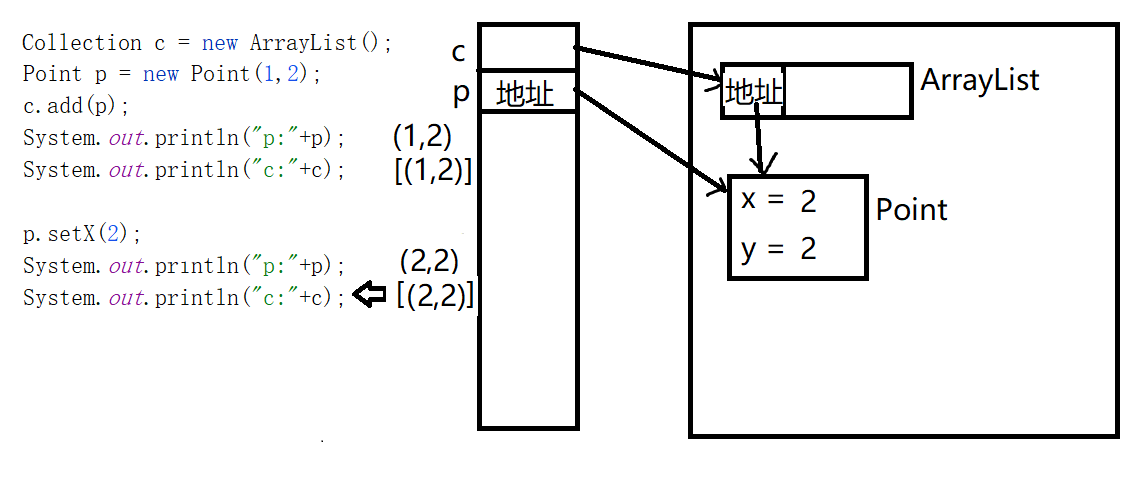 Collection c = new ArrayList();
Point p = new Point(1,2);
c.add(p);
System.out.println("p:"+p);
(1,2)
System.out.println("c:"+c);
[(1,2)]
p.setX(2);
System.out.println("p:"+p);
(2,2)
System.out.println("c:"+c);
[(2,2)]
c
p
地址
地址
ArrayList
x = 2
y = 2
Point